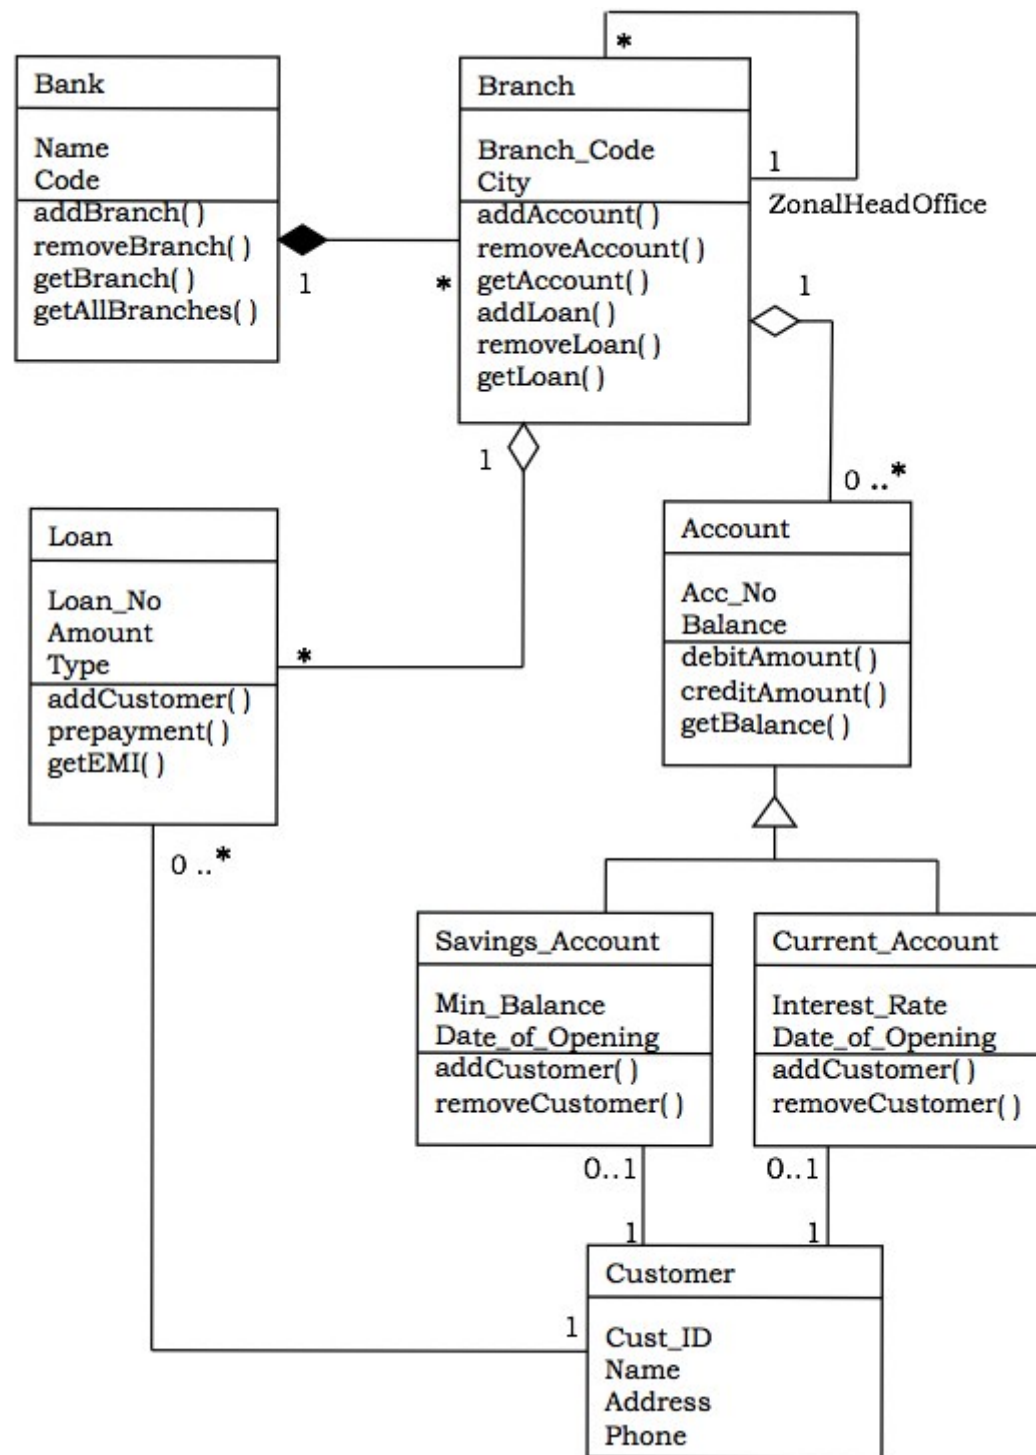 Bank
Name
Code
addBranch( )
removeBranch( )
getBranch( )
getAllBranches( )
1
*
Branch
Branch_Code
City
addAccount( )
removeAccount( )
getAccount( )
addLoan( )
removeLoan( )
getLoan( )
*
1
ZonalHeadOffice
1
0 ..*
1
*
Loan
Loan_No
Amount
Type
addCustomer( )
prepayment( )
getEMI( )
0 ..*
Account
Acc_No
Balance
debitAmount( )
creditAmount( )
getBalance( )
Savings_Account
Min_Balance
Date_of_Opening
addCustomer( )
removeCustomer( )
0..1
1
Current_Account
Interest_Rate
Date_of_Opening
addCustomer( )
removeCustomer( )
0..1
1
1
Customer
Cust_ID
Name
Address
Phone